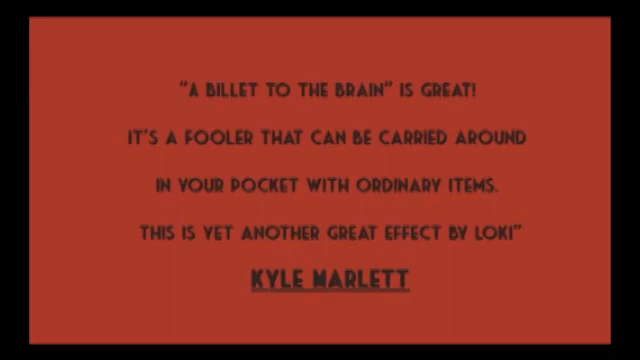 "A BILLET TO THE BRAIN" IS GREAT!
IT'S A FOOLER THAT CAN BE CARRIED AROUND
IN YOUR POCKET WITH ORDINARY ITEMS.
THIS IS YET ANOTHER GREAT EFFECT BY LOKI"
KYLE MARLETT